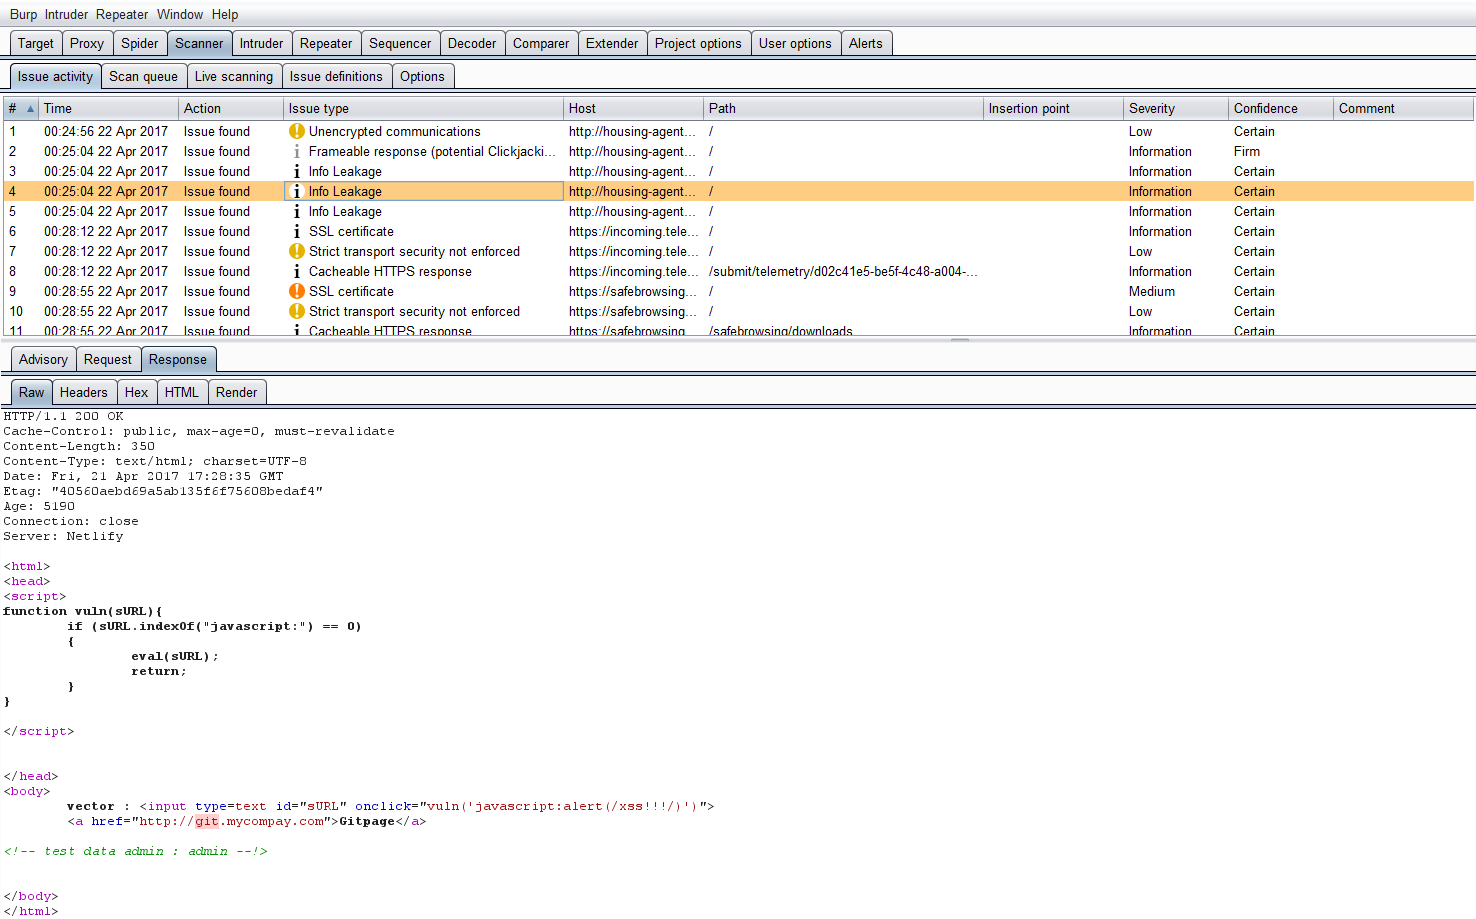 Burp Intruder Repeater Window Help
Target Proxy Spider Scanner Intruder Repeater Sequencer Decoder Comparer Extender Project options User options Alerts
Issue activity Scan queue Live scanning Issue definitions Options
# Time Action Issue type Host Path Insertion point Severity Confidence Comment
1 00:24:56 22 Apr 2017 Issue found Unencrypted communications http://housing-agent... / Low Certain
2 00:25:04 22 Apr 2017 Issue found Frameable response (potential Clickjacki... http://housing-agent... / Information Firm
3 00:25:04 22 Apr 2017 Issue found Info Leakage http://housing-agent... / Information Certain
4 00:25:04 22 Apr 2017 Issue found Info Leakage http://housing-agent... / Information Certain
5 00:25:04 22 Apr 2017 Issue found Info Leakage http://housing-agent... / Information Certain
6 00:28:12 22 Apr 2017 Issue found SSL certificate https://incoming.tele... / Information Certain
7 00:28:12 22 Apr 2017 Issue found Strict transport security not enforced https://incoming.tele... / Low Certain
8 00:28:12 22 Apr 2017 Issue found Cacheable HTTPS response https://incoming.tele... /submit/telemetry/d02c41e5-be5f-4c48-a004-... Information Certain
9 00:28:55 22 Apr 2017 Issue found SSL certificate https://safebrowsing... / Medium Certain
10 00:28:55 22 Apr 2017 Issue found Strict transport security not enforced https://safebrowsing... / Low Certain
11 00:28:55 22 Apr 2017 Issue found Cacheable HTTPS response https://safebrowsing... /safebrowsing/downloads Information Certain
Advisory Request Response
Raw Headers Hex HTML Render
HTTP/1.1 200 OK
Cache-Control: public, max-age=0, must-revalidate
Content-Length: 350
Content-Type: text/html; charset=UTF-8
Date: Fri, 21 Apr 2017 17:28:35 GMT
Etag: "40560aebd69a5ab135f6f75608bedaf4"
Age: 5190
Connection: close
Server: Netlify
<html>
<head>
<script>
function vuln(sURL){
if (sURL.indexOf("javascript:") == 0)
{
eval(sURL);
return;
}
}
</script>
</head>
<body>
vector : <input type=text id="sURL" onclick="vuln('javascript:alert(/xss!!!/)')">
<a href="http://git.mycompay.com">Gitpage</a>
<!-- test data admin : admin --!>
</body>
</html>